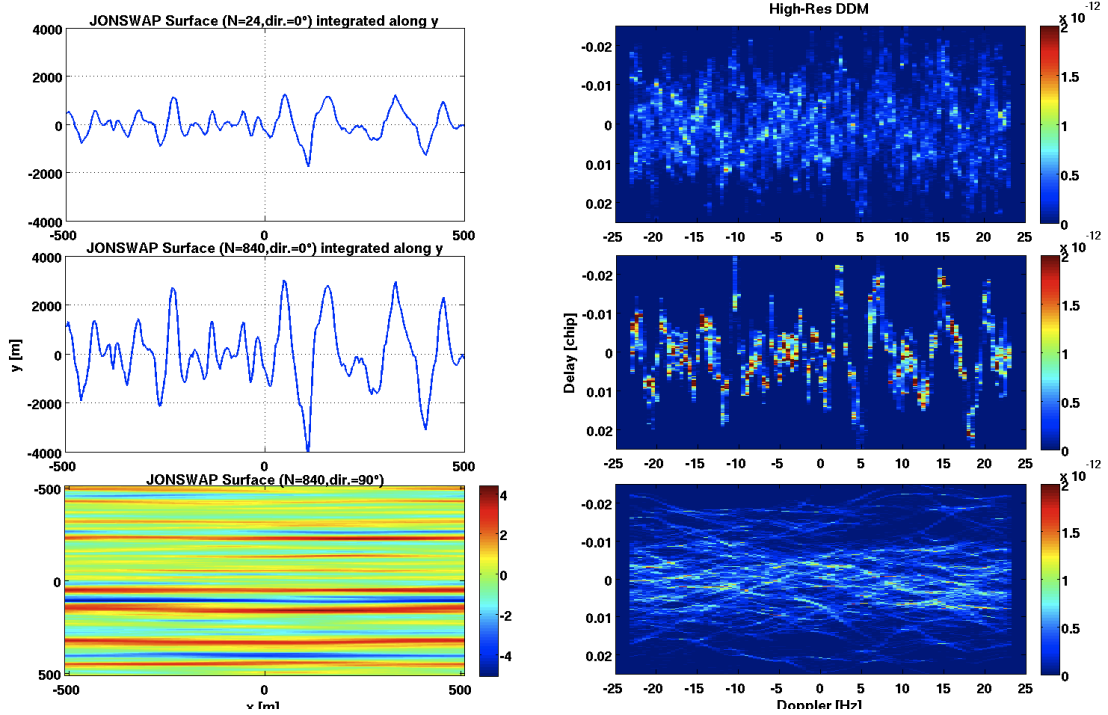 JONSWAP Surface (N=24,dir.=0°) integrated along y
4000
2000
0
-2000
-4000
-500 0 500
JONSWAP Surface (N=840,dir.=0°) integrated along y
4000
2000
0
-2000
-4000
y [m]
-500 0 500
JONSWAP Surface (N=840,dir.=90°)
-500
0
500
-500 0 500
x [m]
4
2
0
-2
-4
High-Res DDM
-0.02
-0.01
0
0.01
0.02
-25 -20 -15 -10 -5 0 5 10 15 20 25
x 10-12
2
1.5
1
0.5
0
-0.02
-0.01
0
0.01
0.02
Delay [chip]
-25 -20 -15 -10 -5 0 5 10 15 20 25
x 10-12
2
1.5
1
0.5
0
-0.02
-0.01
0
0.01
0.02
-25 -20 -15 -10 -5 0 5 10 15 20 25
Doppler [Hz]
x 10-12
2
1.5
1
0.5
0